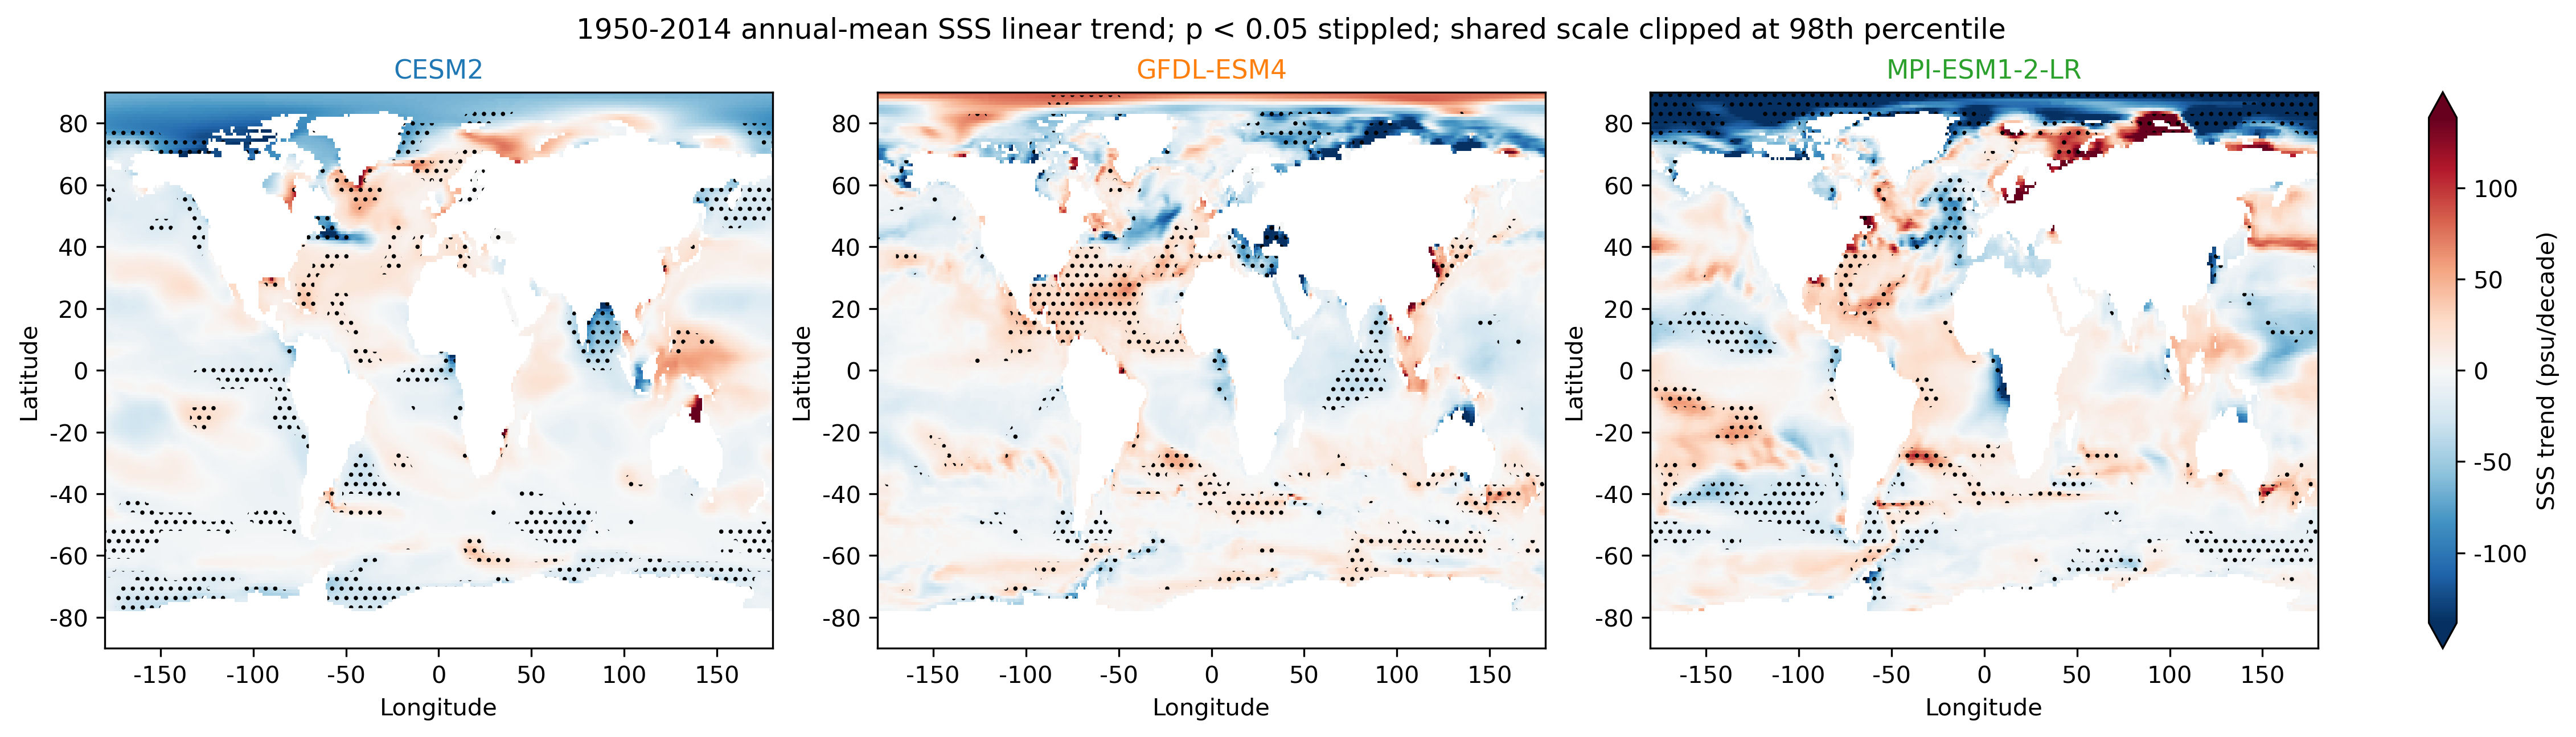 1950-2014 annual-mean SSS linear trend; p < 0.05 stippled; shared scale clipped at 98th percentile
CESM2
GFDL-ESM4
MPI-ESM1-2-LR
Latitude
80
60
40
20
0
-20
-40
-60
-80
-150 -100 -50 0 50 100 150
Longitude
Latitude
80
60
40
20
0
-20
-40
-60
-80
-150 -100 -50 0 50 100 150
Longitude
Latitude
80
60
40
20
0
-20
-40
-60
-80
-150 -100 -50 0 50 100 150
Longitude
100
50
0
-50
-100
SSS trend (psu/decade)